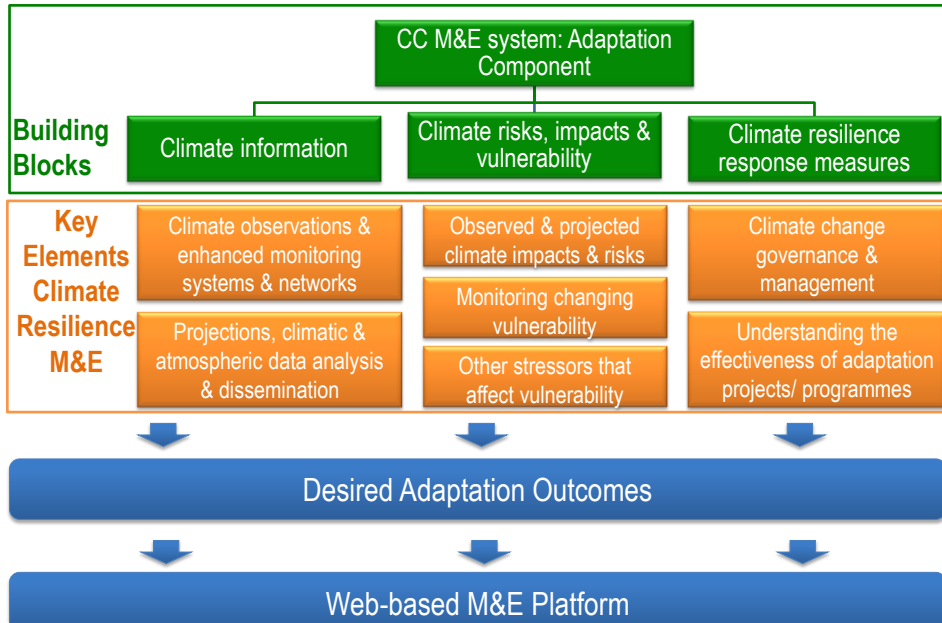 CC M&E system: Adaptation
Component
Building
Blocks
Climate information
Climate risks, impacts &
vulnerability
Climate resilience
response measures
Key
Elements
Climate
Resilience
M&E
Climate observations &
enhanced monitoring
systems & networks
Projections, climatic &
atmospheric data analysis
& dissemination
Observed & projected
climate impacts & risks
Monitoring changing
vulnerability
Other stressors that
affect vulnerability
Climate change
governance &
management
Understanding the
effectiveness of adaptation
projects/ programmes
Desired Adaptation Outcomes
Web-based M&E Platform